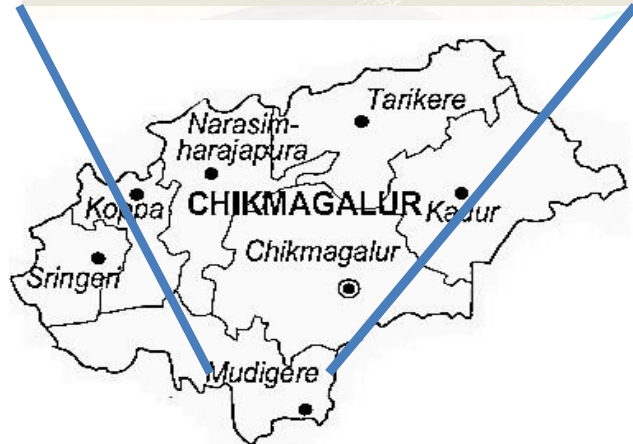 Tarikere
Narasim-
harajapura
Koppa
CHIKMAGALUR
Kadur
Chikmagalur
Sringeri
Mudigere